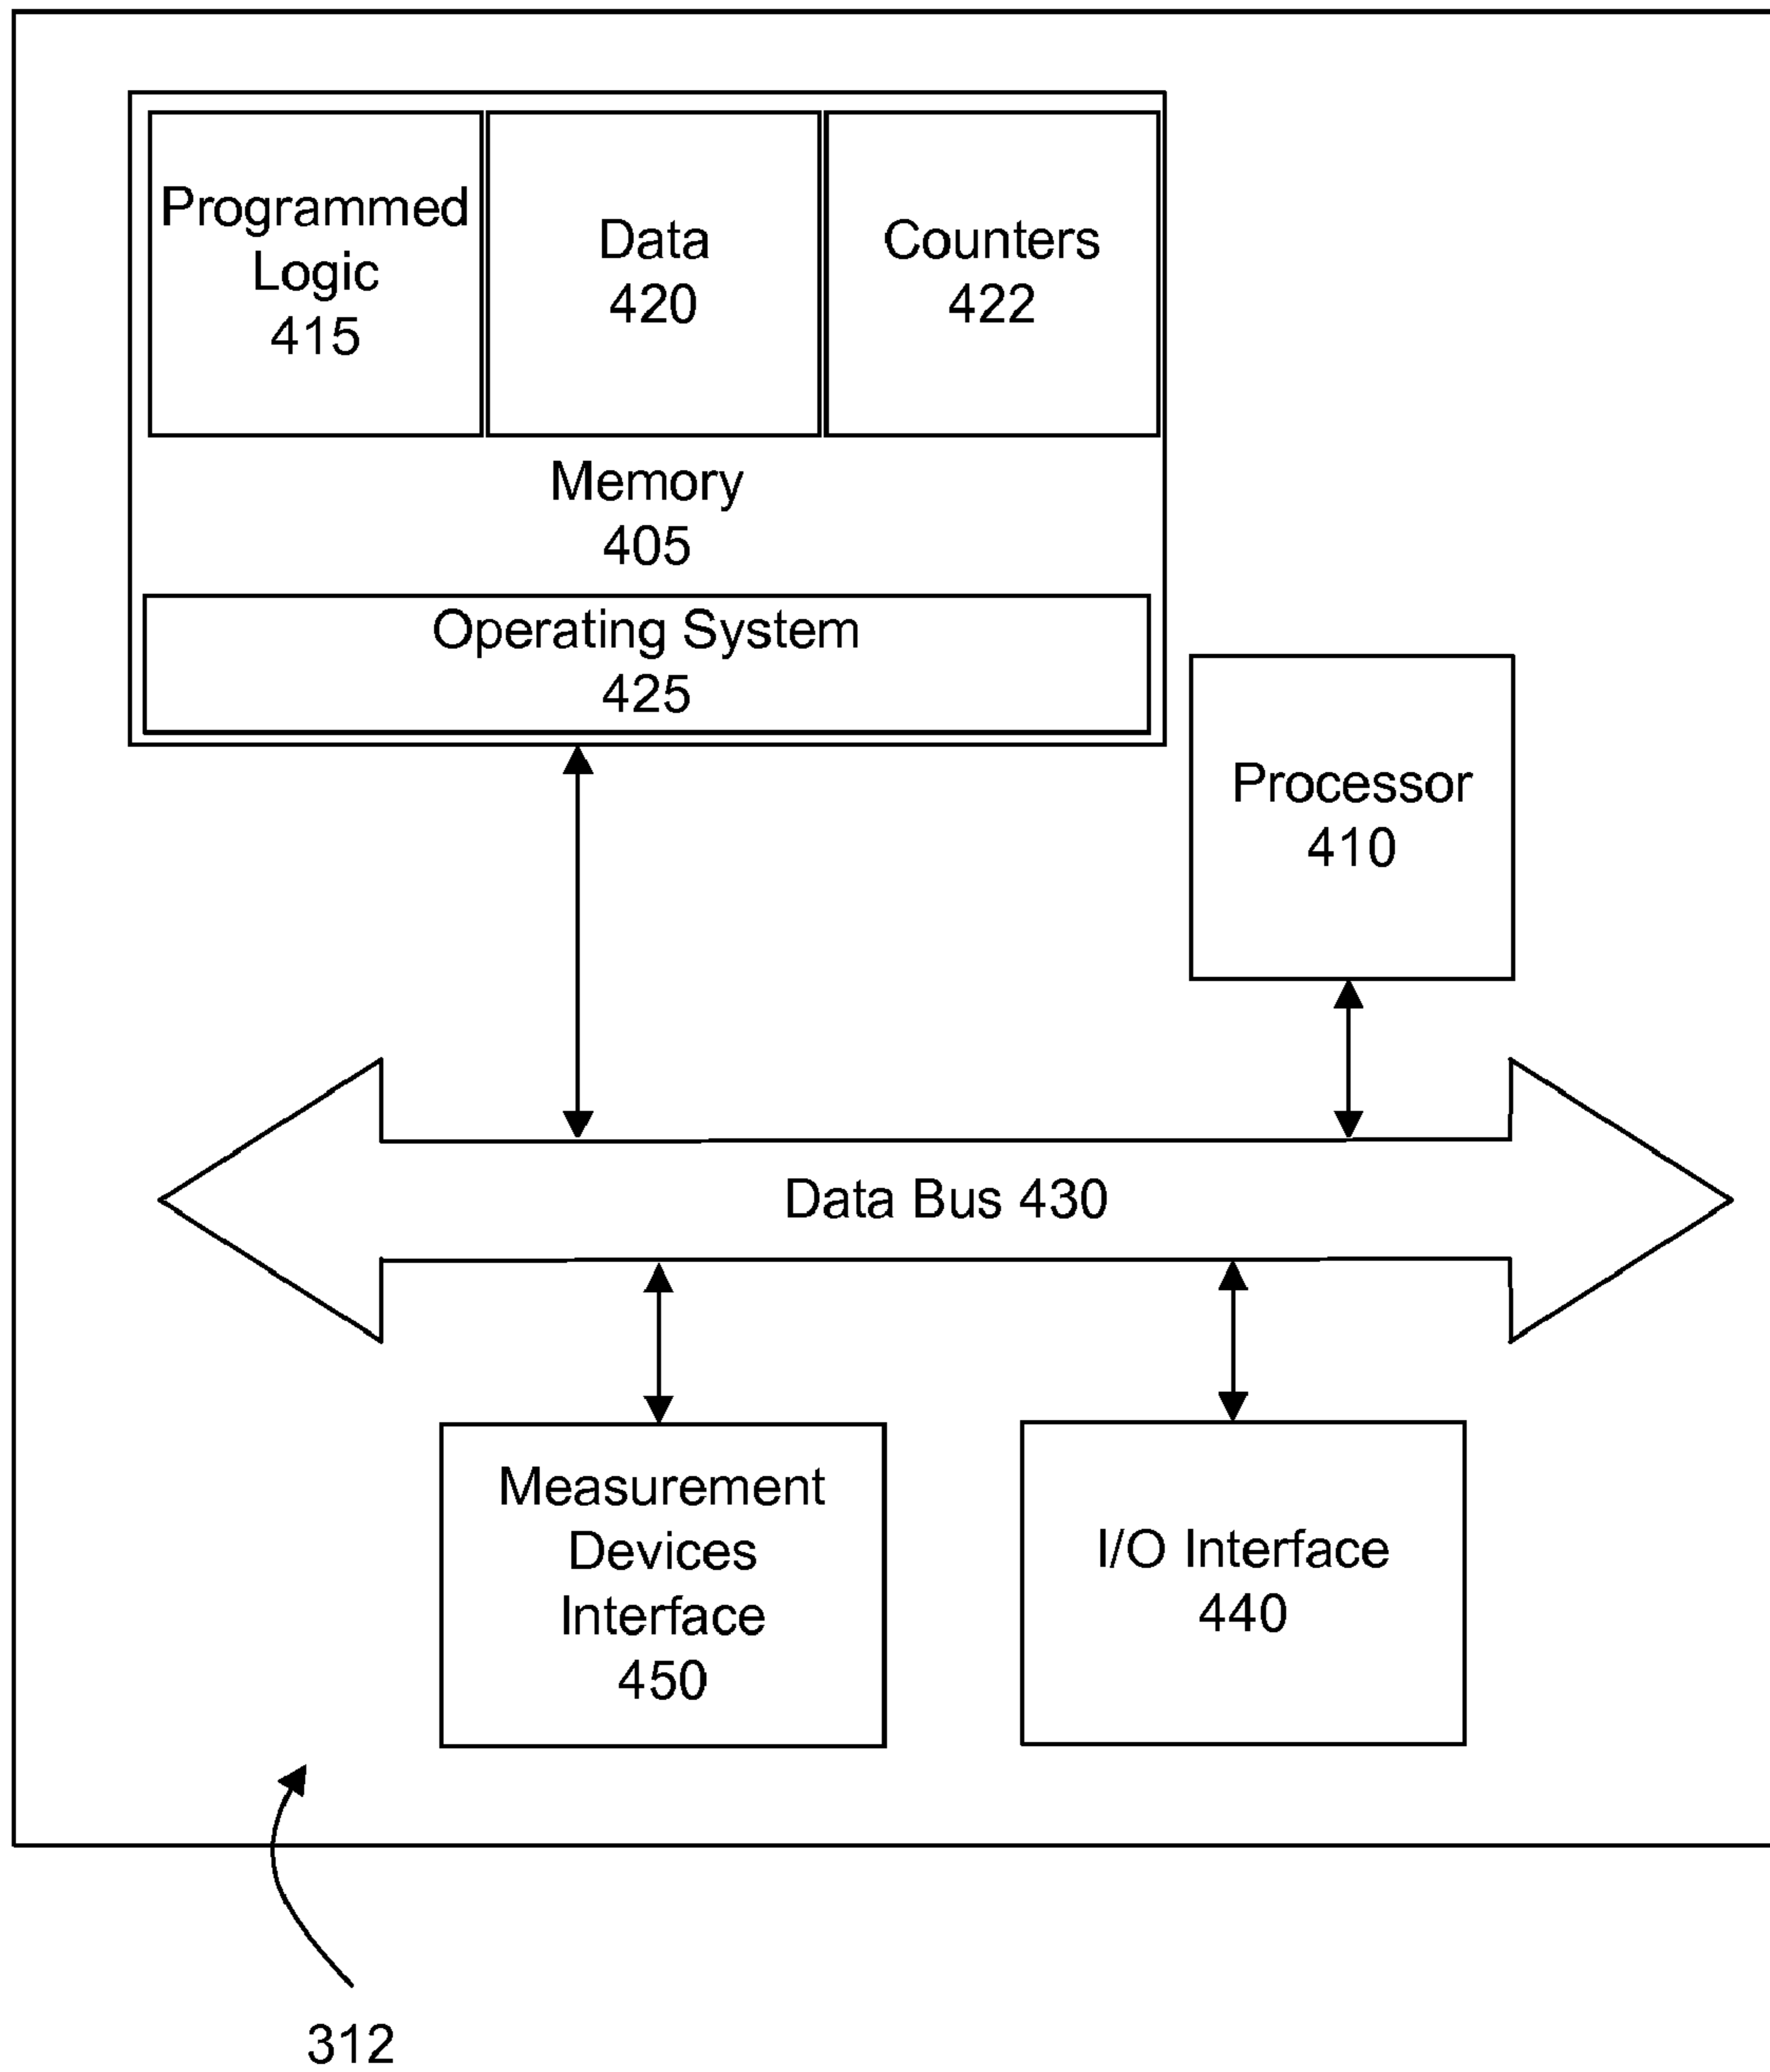 Programmed
Logic
415
Data
420
Counters
422
Memory
405
Operating System
425
Processor
410
Data Bus 430
Measurement
Devices
Interface
450
I/O Interface
440
312